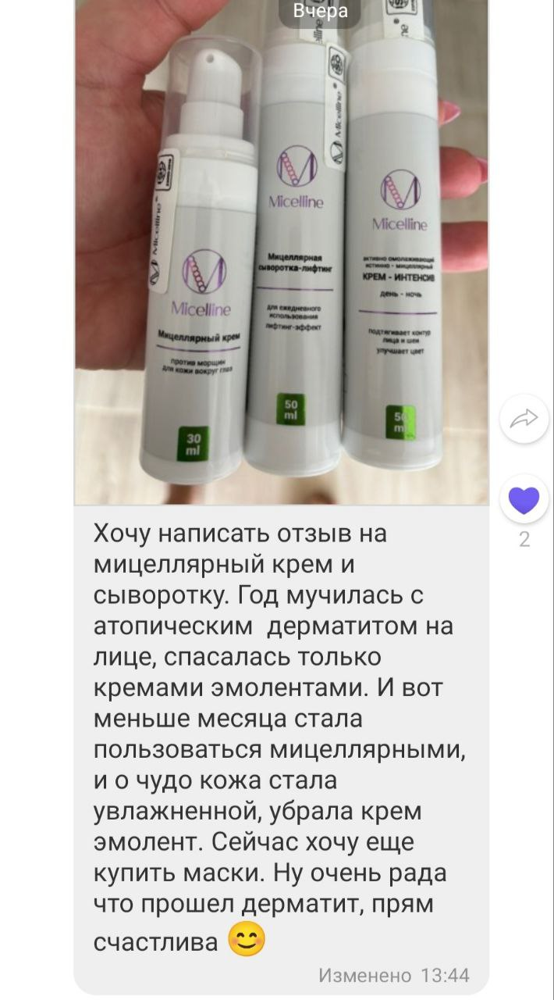 Вчера
Micelline
Micelline
Мицеллярный крем
против морщин
для кожи вокруг глаз
30
ml
Micelline
Micelline
Мицеллярная
сыворотка-лифтинг
для ежедневного
использования
лифтинг-эффект
50
ml
Micelline
активно омолаживающий
истинно - мицеллярный
КРЕМ - ИНТЕНСИВ
день - ночь
подтягивает контур
лица и шеи
улучшает цвет
50
ml
Хочу написать отзыв на
мицеллярный крем и
сыворотку. Год мучилась с
атопическим дерматитом на
лице, спасалась только
кремами эмолентами. И вот
меньше месяца стала
пользоваться мицеллярными,
и о чудо кожа стала
увлажненной, убрала крем
эмолент. Сейчас хочу еще
купить маски. Ну очень рада
что прошел дерматит, прям
счастлива 😊
Изменено 13:44
2